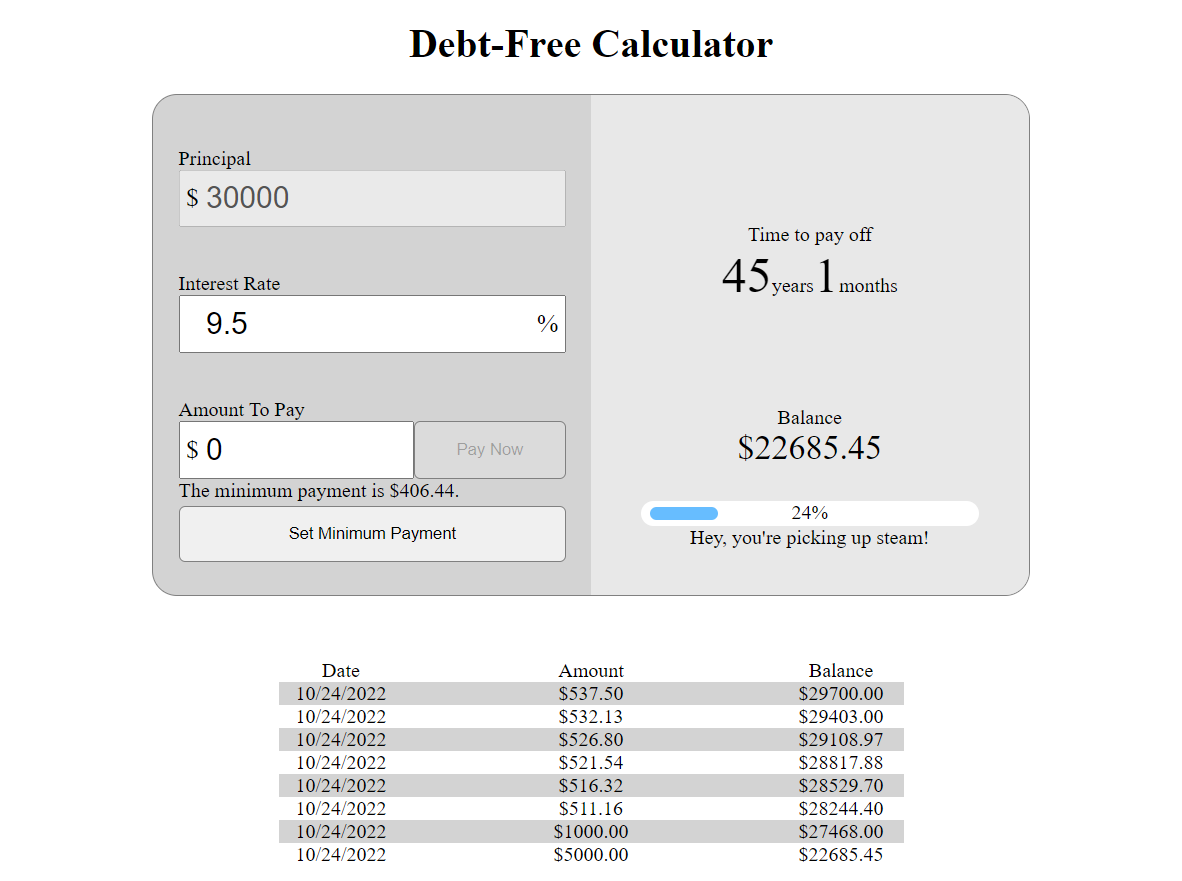 Debt-Free Calculator
Principal
$ 30000
Interest Rate
9.5 %
Amount To Pay
$ 0 Pay Now
The minimum payment is $406.44.
Set Minimum Payment
Time to pay off
45 years 1 months
Balance
$22685.45
24%
Hey, you're picking up steam!
Date Amount Balance
10/24/2022 $537.50 $29700.00
10/24/2022 $532.13 $29403.00
10/24/2022 $526.80 $29108.97
10/24/2022 $521.54 $28817.88
10/24/2022 $516.32 $28529.70
10/24/2022 $511.16 $28244.40
10/24/2022 $1000.00 $27468.00
10/24/2022 $5000.00 $22685.45